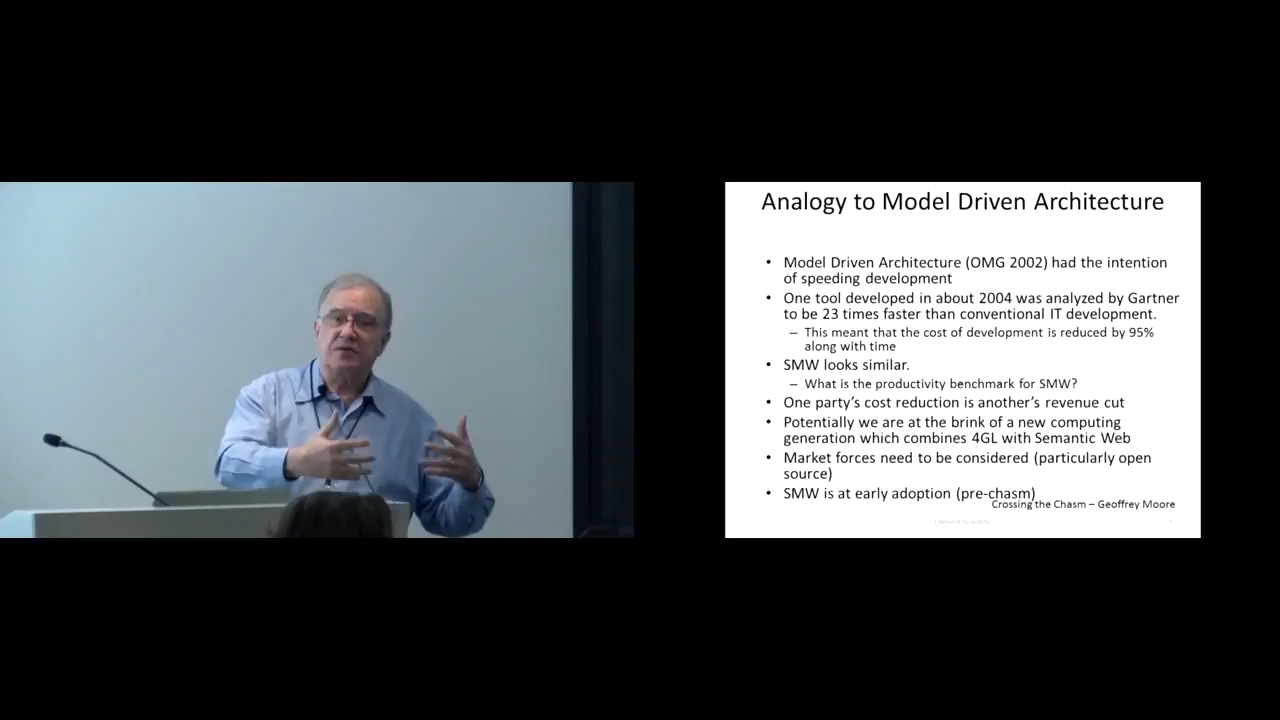 Analogy to Model Driven Architecture
• Model Driven Architecture (OMG 2002) had the intention
of speeding development
• One tool developed in about 2004 was analyzed by Gartner
to be 23 times faster than conventional IT development.
– This meant that the cost of development is reduced by 95%
along with time
• SMW looks similar.
– What is the productivity benchmark for SMW?
• One party's cost reduction is another's revenue cut
• Potentially we are at the brink of a new computing
generation which combines 4GL with Semantic Web
• Market forces need to be considered (particularly open
source)
• SMW is at early adoption (pre-chasm)
Crossing the Chasm – Geoffrey Moore